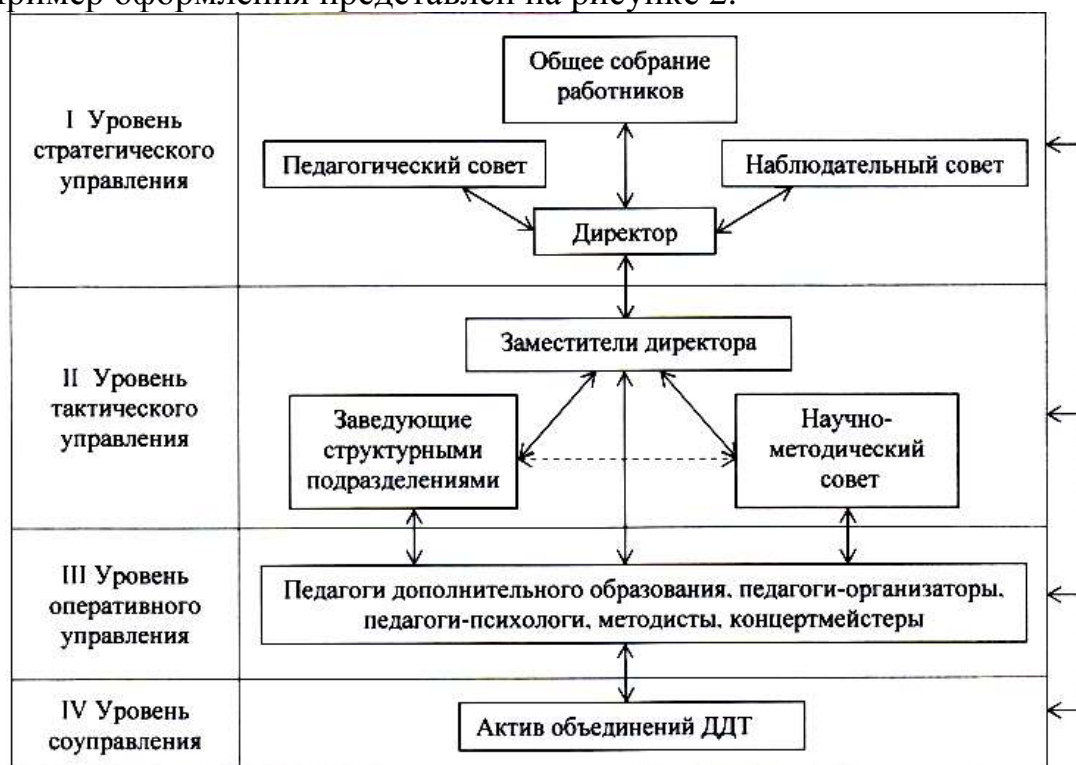 пример оформления представлен на рисунке 2.
I Уровень
стратегического
управления
Общее собрание
работников
Педагогический совет
Наблюдательный совет
Директор
II Уровень
тактического
управления
Заместители директора
Заведующие
структурными
подразделениями
Научно-
методический
совет
III Уровень
оперативного
управления
Педагоги дополнительного образования, педагоги-организаторы,
педагоги-психологи, методисты, концертмейстеры
IV Уровень
соуправления
Актив объединений ДДТ